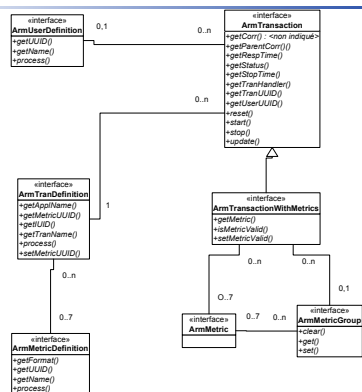 «interface»
ArmUserDefinition
+getUUID()
+getName()
+process()
0,1
0..n
«interface»
ArmTransaction
+getCorr() : <non indiqué>
+getParentCorr()()
+getRespTime()
+getStatus()
+getStopTime()
+getTranHandler()
+getTranUUID()
+getUserUUID()
+reset()
+start()
+stop()
+update()
0..n
1
«interface»
ArmTranDefinition
+getApplName()
+getMetricUUID()
+getIUID()
+getTranName()
+process()
+setMetricUUID()
0..n
0..7
«interface»
ArmMetricDefinition
+getFormat()
+getUUID()
+getName()
+process()
«interface»
ArmTransactionWithMetrics
+getMetric()
+isMetricValid()
+setMetricValid()
0..n
0..n
O..7
0,1
«interface»
ArmMetric
0..7
0..n
«interface»
ArmMetricGroup
+clear()
+get()
+set()